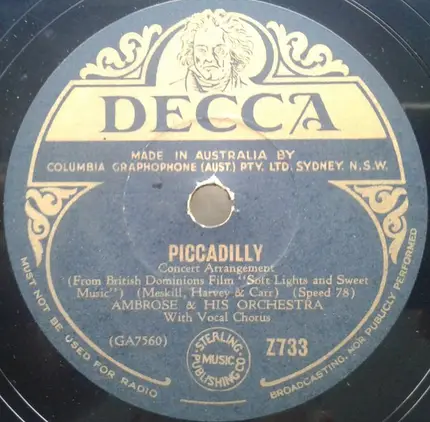 DECCA
MADE IN AUSTRALIA BY
COLUMBIA GRAPHOPHONE (AUST.) PTY. LTD. SYDNEY. N.S.W.
PICCADILLY
Concert Arrangement
(From British Dominions Film "Soft Lights and Sweet
Music") (Meskill, Harvey & Carr) (Speed 78)
AMBROSE & HIS ORCHESTRA
With Vocal Chorus
(GA7560)
STERLING
MUSIC
PUBLISHING CO
Z733
MUST NOT BE USED FOR RADIO BROADCASTING, NOR PUBLICLY PERFORMED